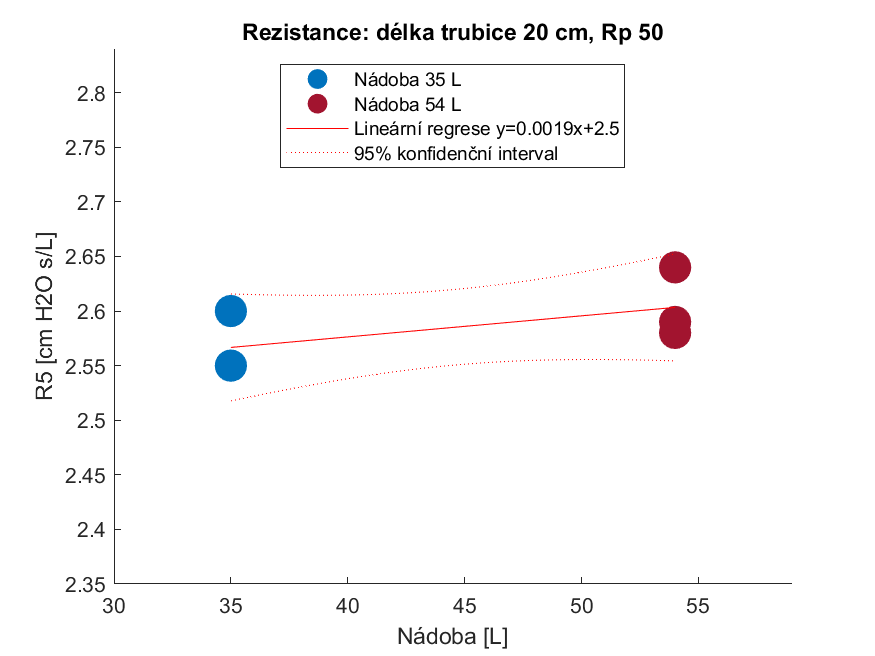 Rezistance: délka trubice 20 cm, Rp 50
Nádoba 35 L
Nádoba 54 L
Lineární regrese y=0.0019x+2.5
95% konfidenční interval
R5 [cm H2O s/L]
2.8
2.75
2.7
2.65
2.6
2.55
2.5
2.45
2.4
2.35
30 35 40 45 50 55
Nádoba [L]